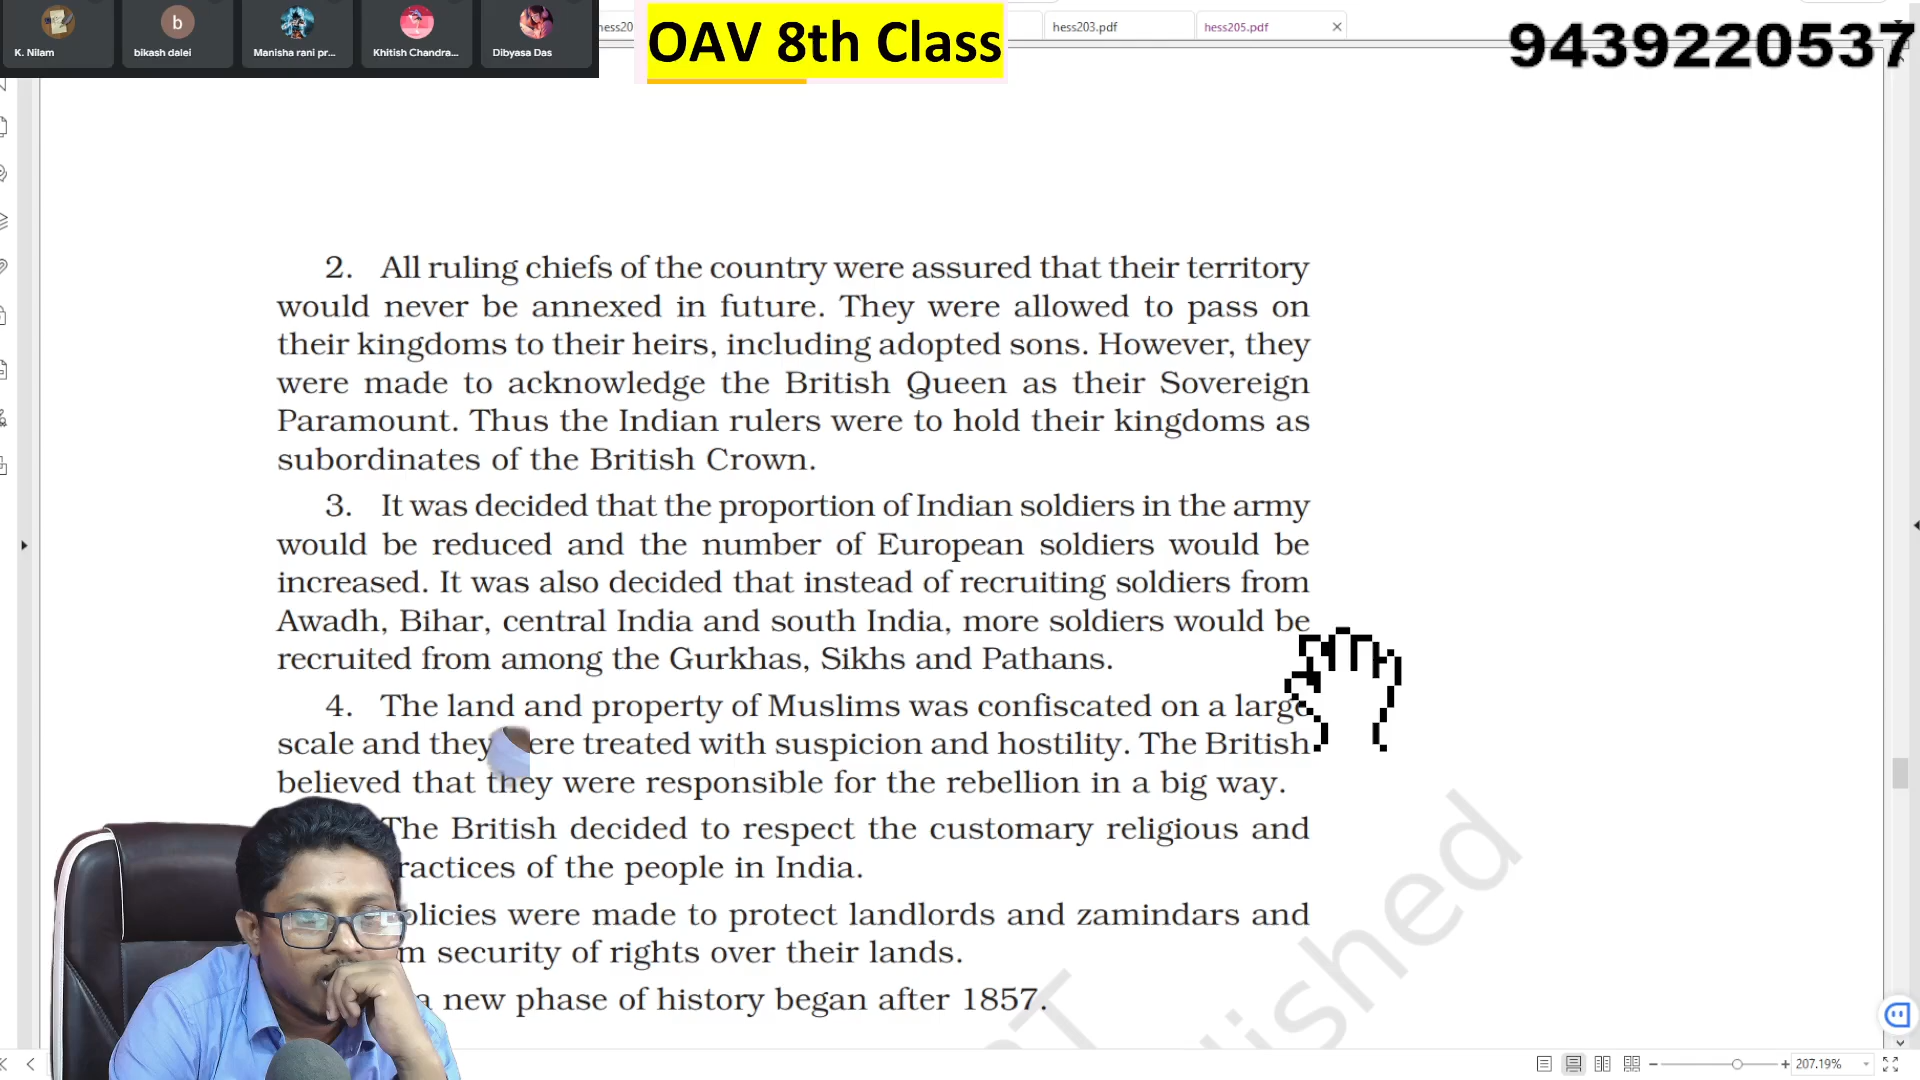 K. Nilam
bikash dalei
Manisha rani pr...
Khitish Chandra...
Dibyasa Das
hess20
OAV 8th Class
hess203.pdf
hess205.pdf
9439220537
2. All ruling chiefs of the country were assured that their territory
would never be annexed in future. They were allowed to pass on
their kingdoms to their heirs, including adopted sons. However, they
were made to acknowledge the British Queen as their Sovereign
Paramount. Thus the Indian rulers were to hold their kingdoms as
subordinates of the British Crown.
3. It was decided that the proportion of Indian soldiers in the army
would be reduced and the number of European soldiers would be
increased. It was also decided that instead of recruiting soldiers from
Awadh, Bihar, central India and south India, more soldiers would be
recruited from among the Gurkhas, Sikhs and Pathans.
4. The land and property of Muslims was confiscated on a large
scale and they ere treated with suspicion and hostility. The British
believed that they were responsible for the rebellion in a big way.
The British decided to respect the customary religious and
ractices of the people in India.
olicies were made to protect landlords and zamindars and
m security of rights over their lands.
a new phase of history began after 1857.
T
lished
207.19%